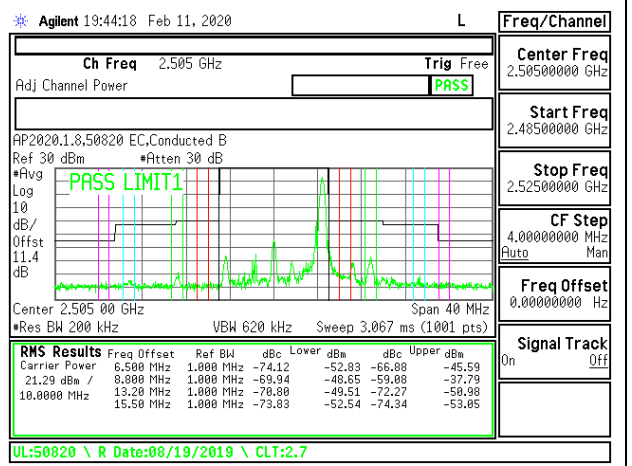 Agilent 19:44:18 Feb 11, 2020 L
Freq/Channel
Ch Freq 2.505 GHz Trig Free
Adj Channel Power PASS
Center Freq
2.50500000 GHz
Start Freq
2.48500000 GHz
Stop Freq
2.52500000 GHz
CF Step
4.00000000 MHz
Auto Man
Freq Offset
0.00000000 Hz
Signal Track
On Off
AP2020.1.8,50820 EC,Conducted B
Ref 30 dBm #Atten 30 dB
#Avg
Log
10
dB/
Offst
11.4
dB
PASS LIMIT1
Center 2.505 00 GHz Span 40 MHz
#Res BW 200 kHz VBW 620 kHz Sweep 3.067 ms (1001 pts)
RMS Results Freq Offset Ref BW dBc Lower dBm dBc Upper dBm
Carrier Power 6.500 MHz 1.000 MHz -74.12 -52.83 -66.88 -45.59
21.29 dBm / 8.800 MHz 1.000 MHz -69.94 -48.65 -59.08 -37.79
10.0000 MHz 13.20 MHz 1.000 MHz -70.80 -49.51 -72.27 -50.98
15.50 MHz 1.000 MHz -73.83 -52.54 -74.34 -53.05
UL:50820 \ R Date:08/19/2019 \ CLT:2.7